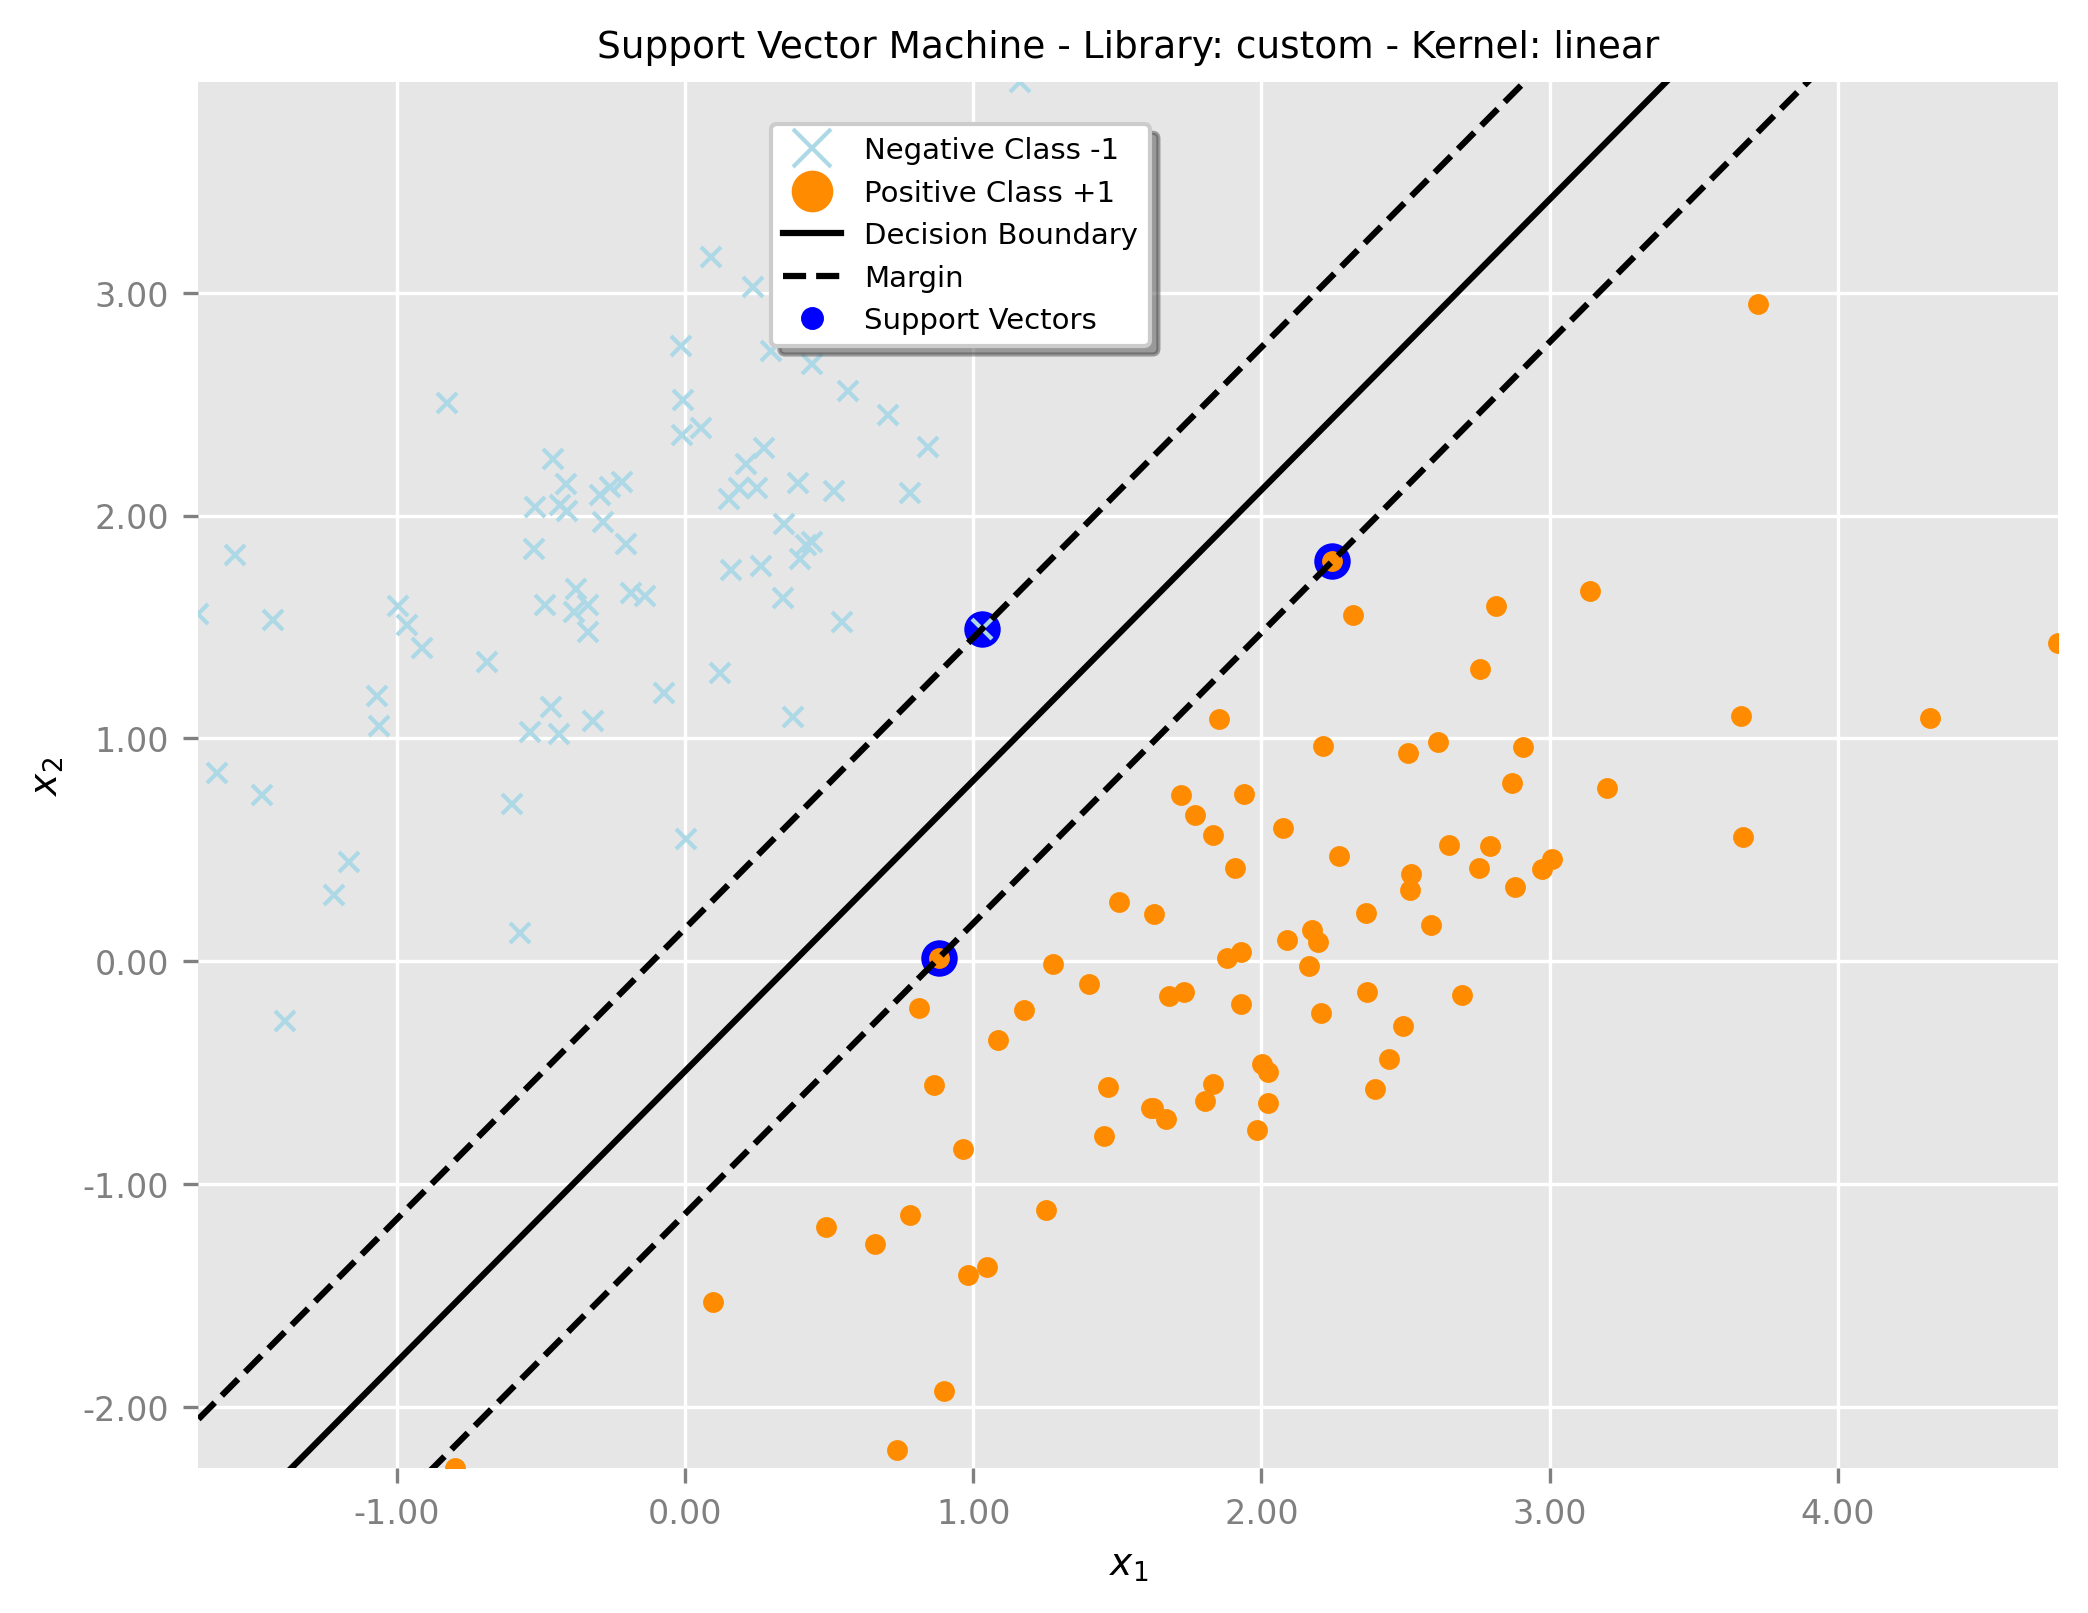 Support Vector Machine - Library: custom - Kernel: linear
Negative Class -1
Positive Class +1
Decision Boundary
Margin
Support Vectors
3.00
2.00
1.00
0.00
-1.00
-2.00
x₂
-1.00 0.00 1.00 2.00 3.00 4.00
x₁